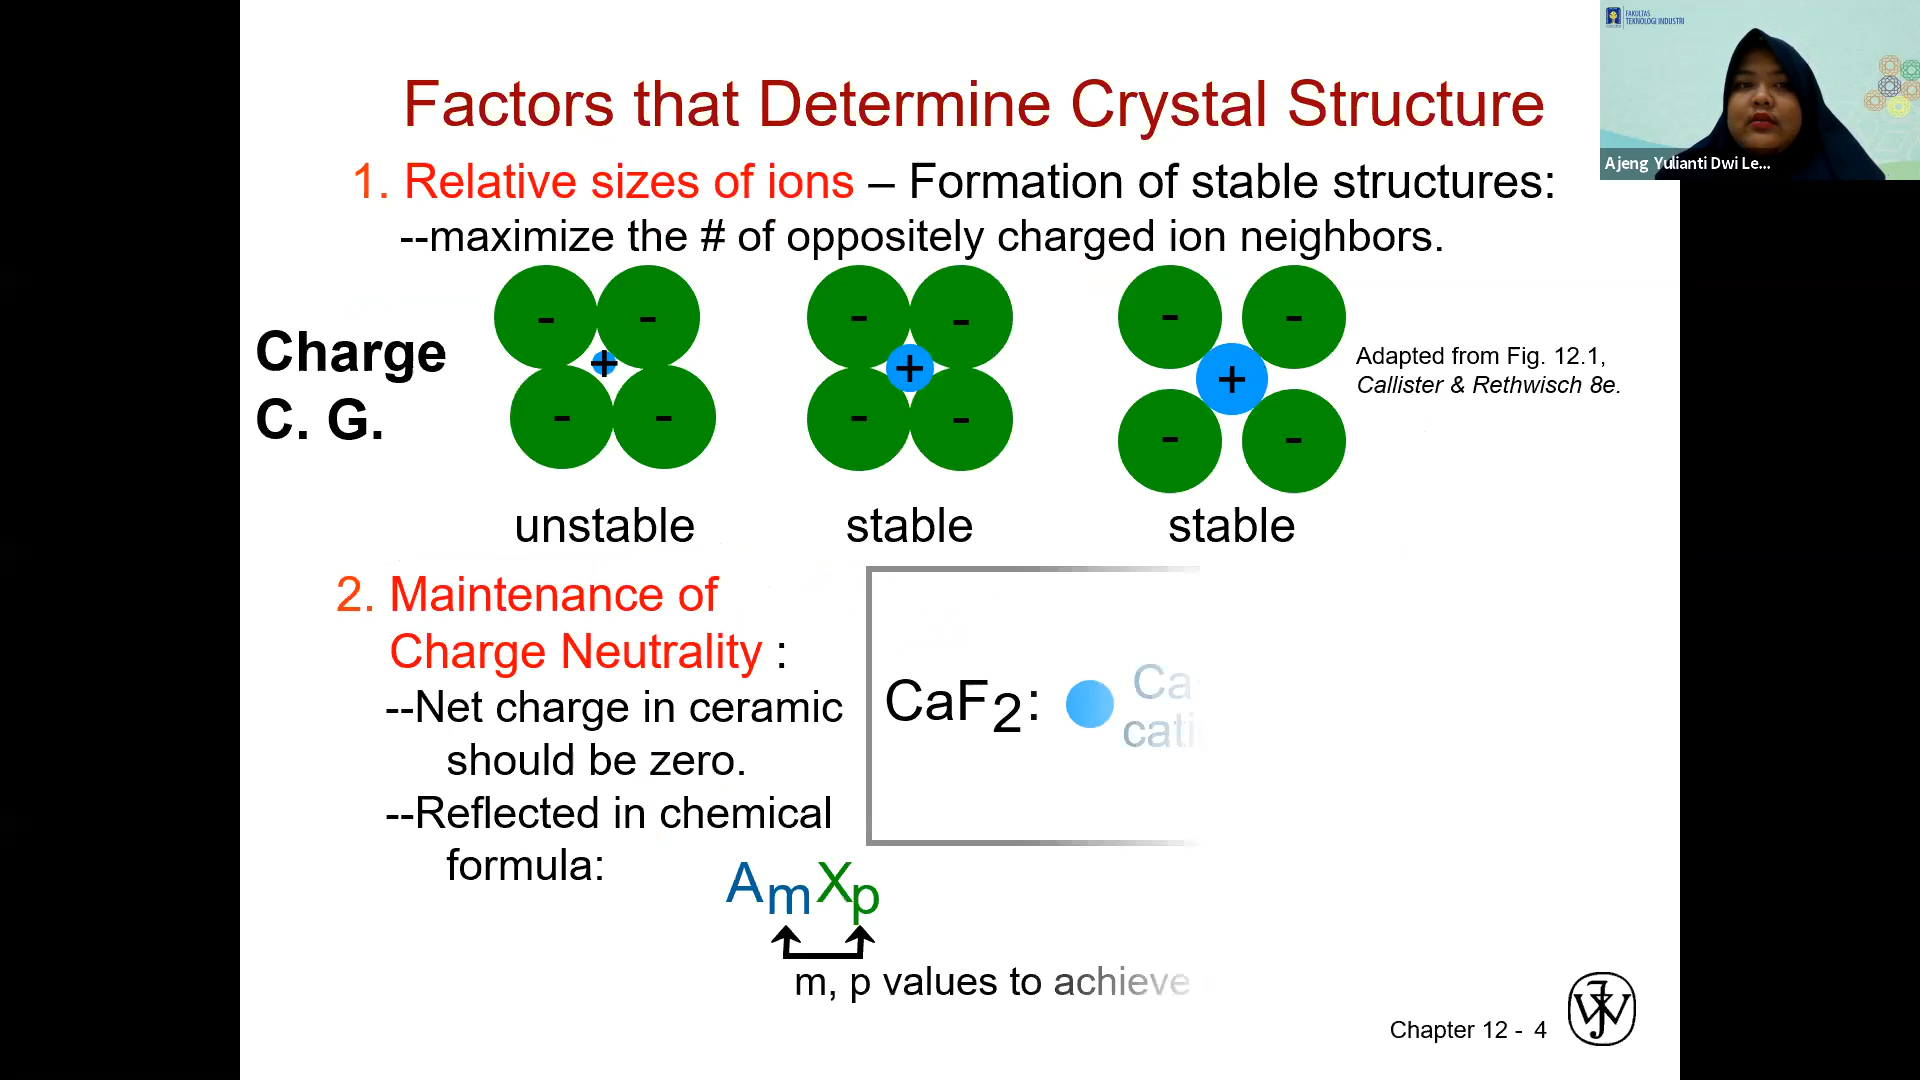 FAKULTAS
TEKNOLOGI INDUSTRI
Ajeng Yulianti Dwi Le...
Factors that Determine Crystal Structure
1. Relative sizes of ions – Formation of stable structures:
--maximize the # of oppositely charged ion neighbors.
- - - - - -
+ + +
- - - - - -
Charge
C. G.
Adapted from Fig. 12.1,
Callister & Rethwisch 8e.
unstable stable stable
2. Maintenance of
Charge Neutrality :
--Net charge in ceramic
should be zero.
--Reflected in chemical
formula:
CaF2: Ca
cati
AmXp
m, p values to achieve
Chapter 12 - 4